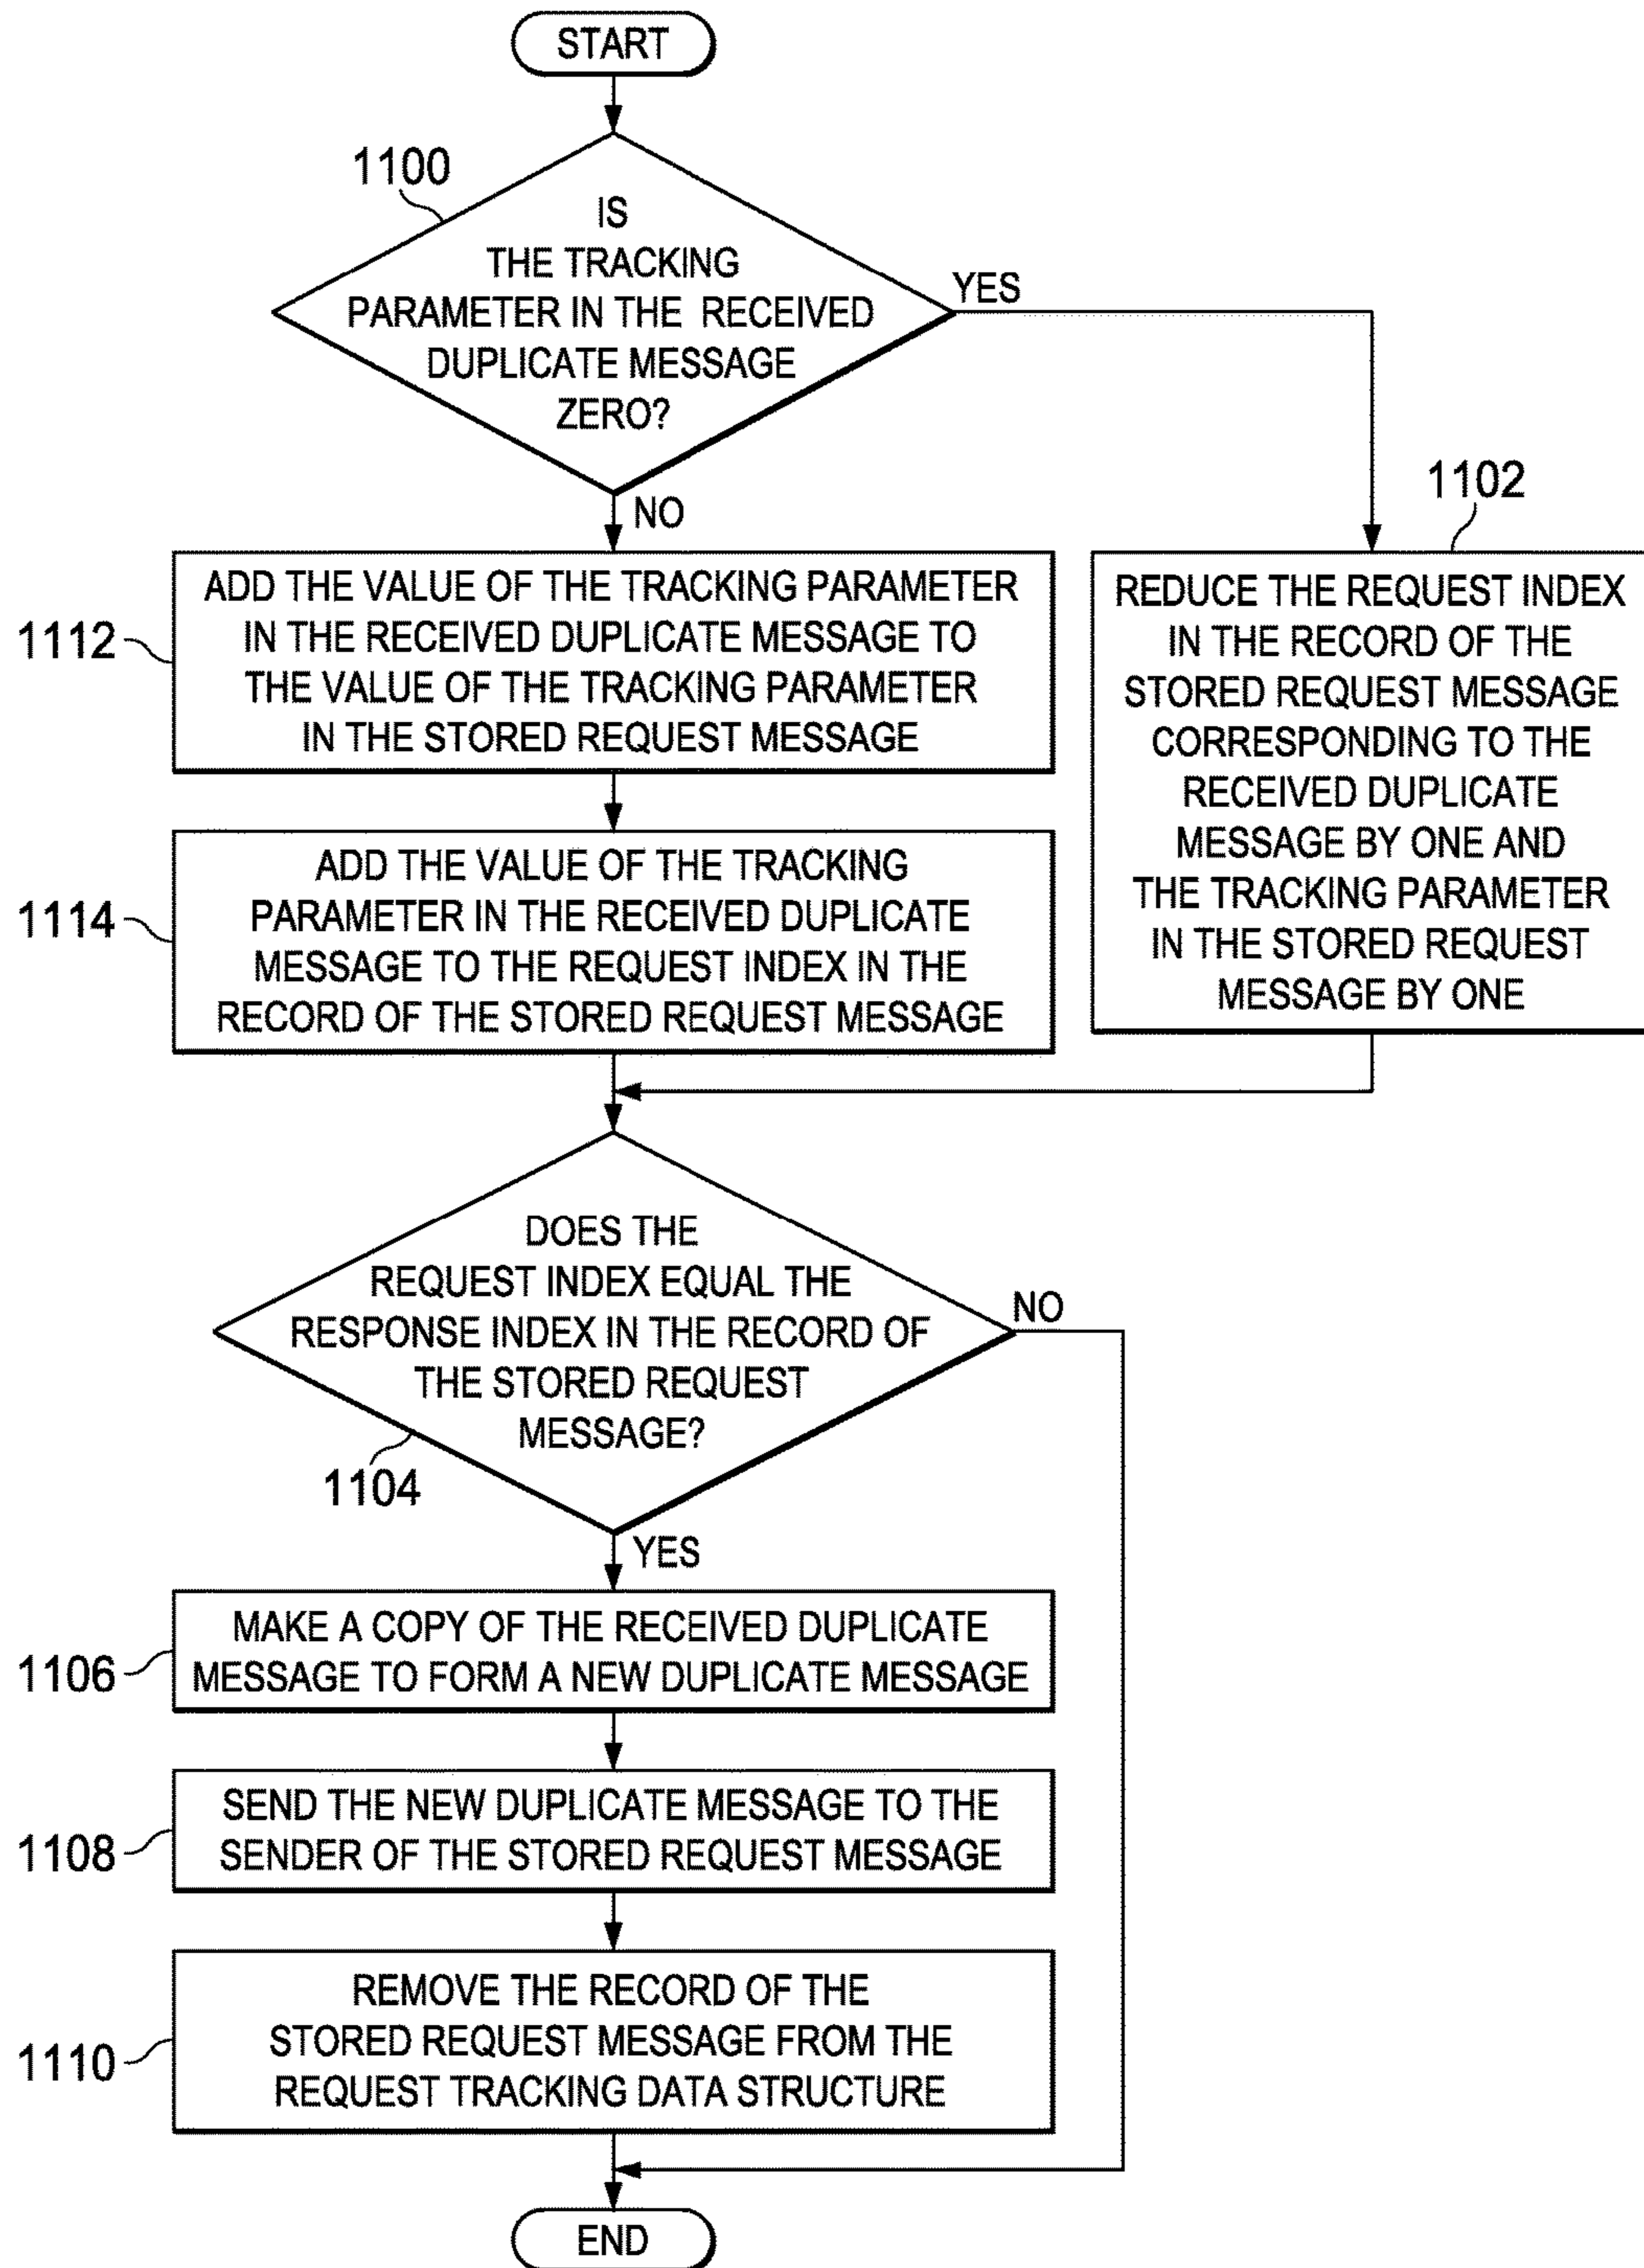 START
1100
IS
THE TRACKING
PARAMETER IN THE RECEIVED
DUPLICATE MESSAGE
ZERO?
YES
NO
1102
1112
ADD THE VALUE OF THE TRACKING PARAMETER
IN THE RECEIVED DUPLICATE MESSAGE TO
THE VALUE OF THE TRACKING PARAMETER
IN THE STORED REQUEST MESSAGE
REDUCE THE REQUEST INDEX
IN THE RECORD OF THE
STORED REQUEST MESSAGE
CORRESPONDING TO THE
RECEIVED DUPLICATE
MESSAGE BY ONE AND
THE TRACKING PARAMETER
IN THE STORED REQUEST
MESSAGE BY ONE
1114
ADD THE VALUE OF THE TRACKING
PARAMETER IN THE RECEIVED DUPLICATE
MESSAGE TO THE REQUEST INDEX IN THE
RECORD OF THE STORED REQUEST MESSAGE
DOES THE
REQUEST INDEX EQUAL THE
RESPONSE INDEX IN THE RECORD OF
THE STORED REQUEST
MESSAGE?
NO
1104
YES
1106
MAKE A COPY OF THE RECEIVED DUPLICATE
MESSAGE TO FORM A NEW DUPLICATE MESSAGE
1108
SEND THE NEW DUPLICATE MESSAGE TO THE
SENDER OF THE STORED REQUEST MESSAGE
1110
REMOVE THE RECORD OF THE
STORED REQUEST MESSAGE FROM THE
REQUEST TRACKING DATA STRUCTURE
END